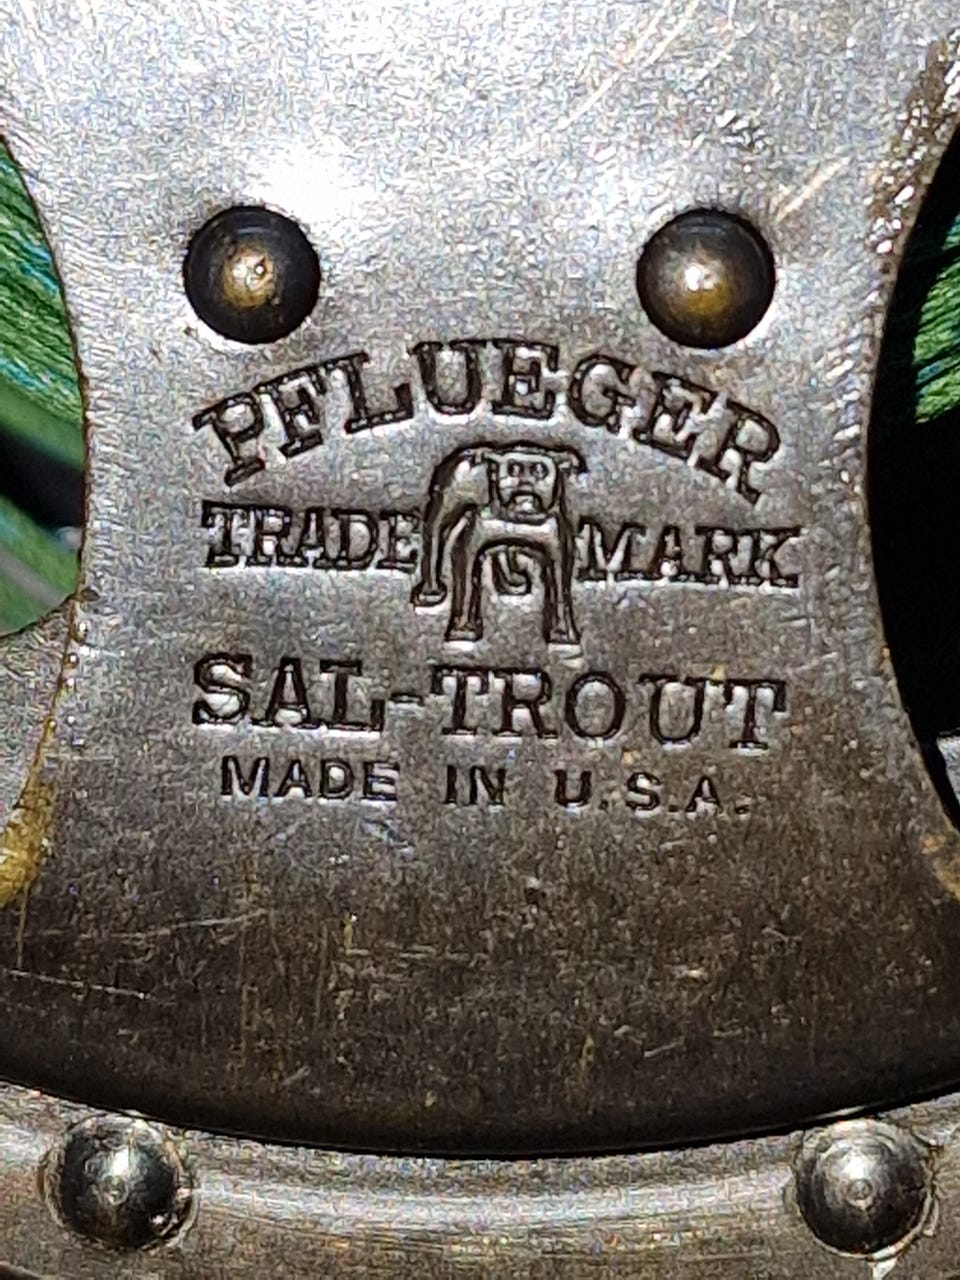 PFLUEGER
TRADE MARK
SAL-TROUT
MADE IN U.S.A.